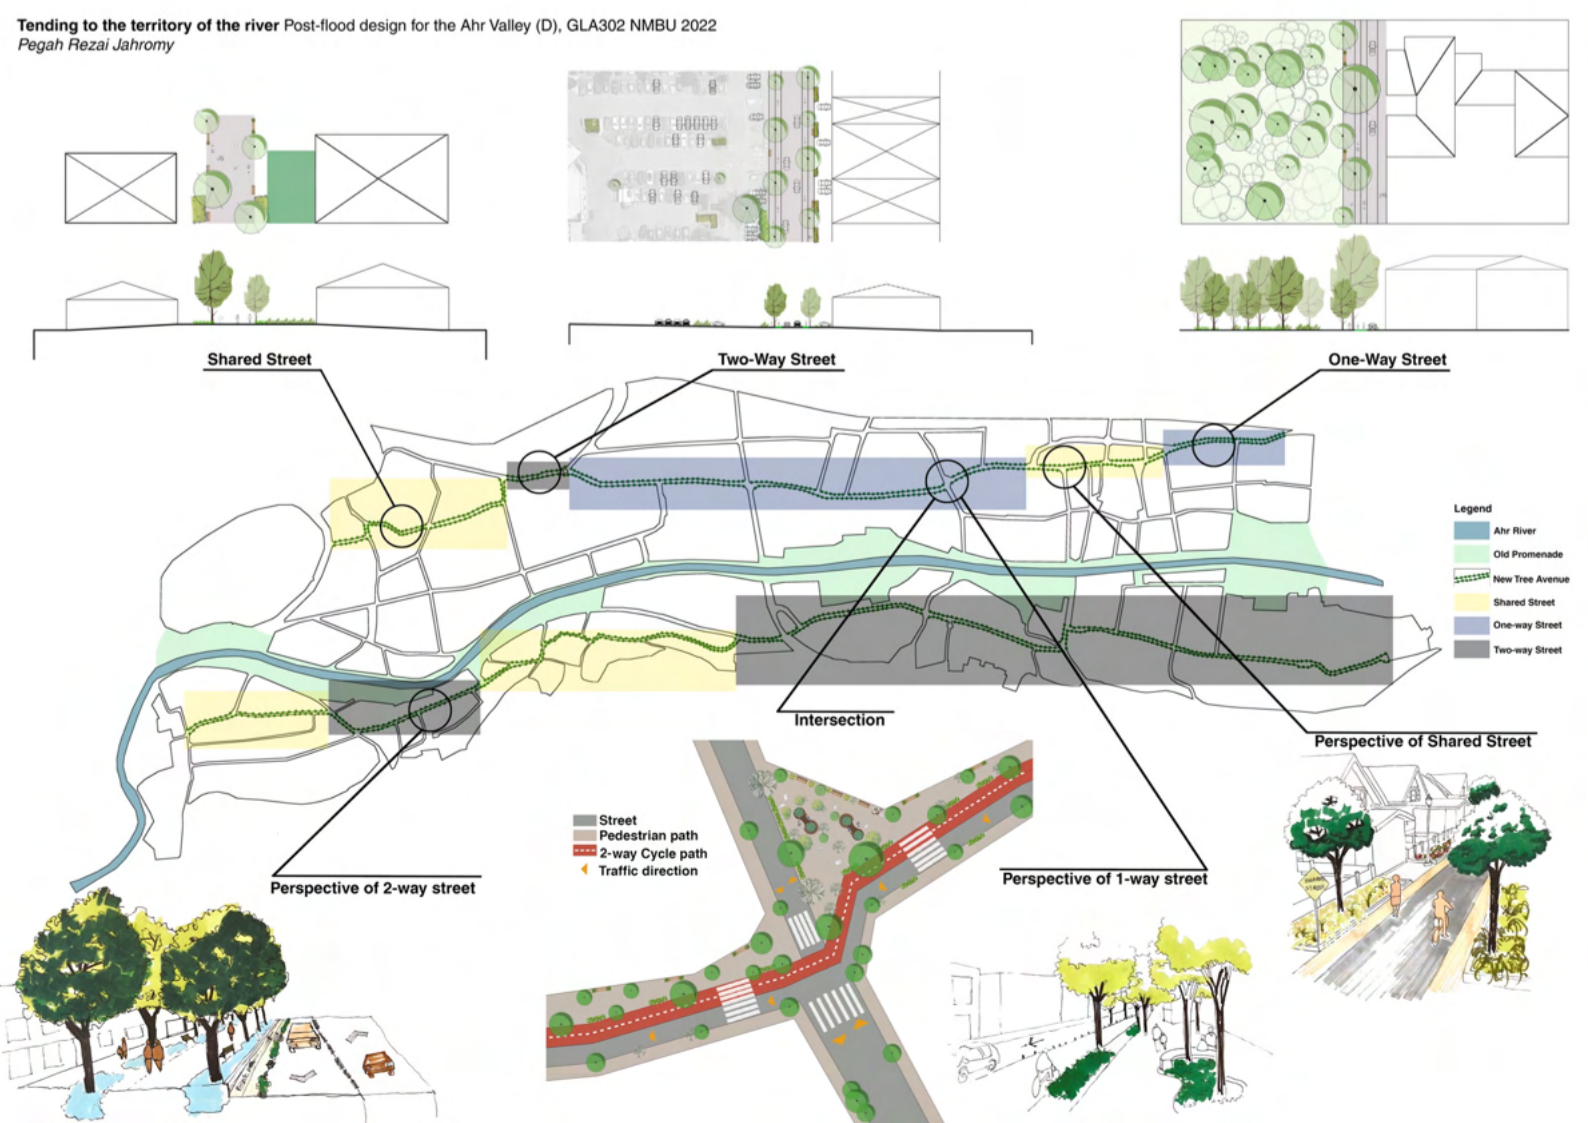 Tending to the territory of the river Post-flood design for the Ahr Valley (D), GLA302 NMBU 2022
Pegah Rezai Jahromy
Shared Street
Two-Way Street
One-Way Street
Legend
Ahr River
Old Promenade
New Tree Avenue
Shared Street
One-way Street
Two-way Street
Intersection
Perspective of Shared Street
Street
Pedestrian path
2-way Cycle path
Traffic direction
Perspective of 2-way street
Perspective of 1-way street